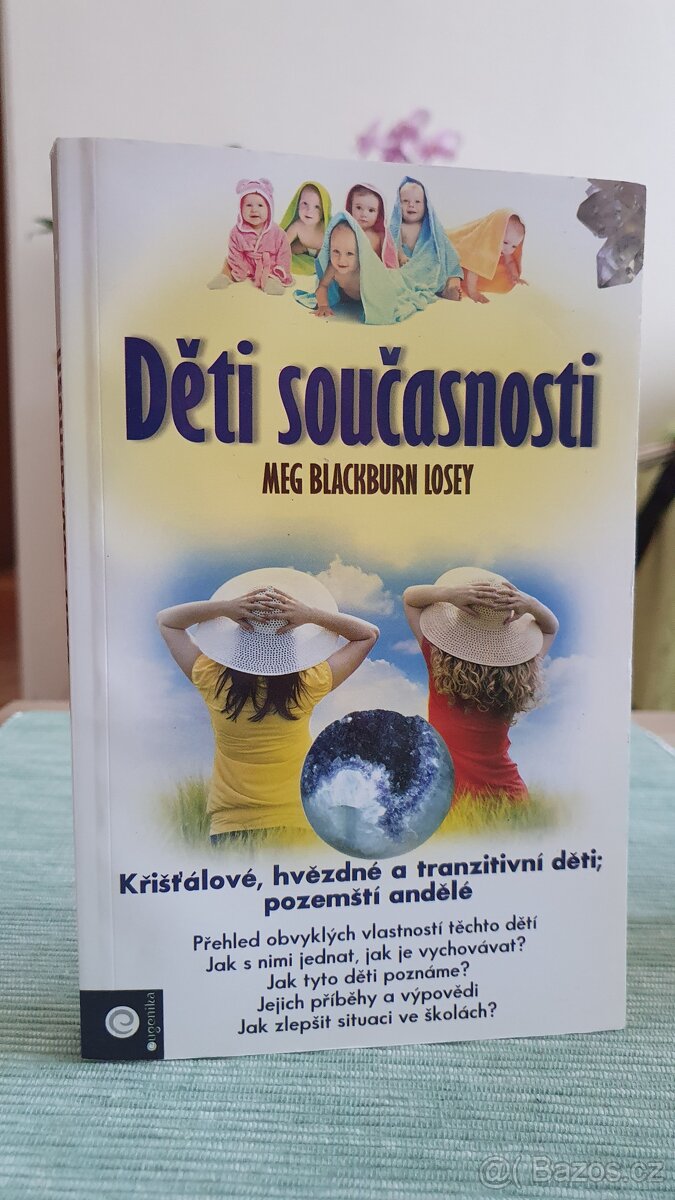 Děti současnosti
MEG BLACKBURN LOSEY
Křišťálové, hvězdné a tranzitivní děti;
pozemští andělé
Přehled obvyklých vlastností těchto dětí
Jak s nimi jednat, jak je vychovávat?
Jak tyto děti poznáme?
Jejich příběhy a výpovědi
Jak zlepšit situaci ve školách?
eugenika
@ Bazos.cz